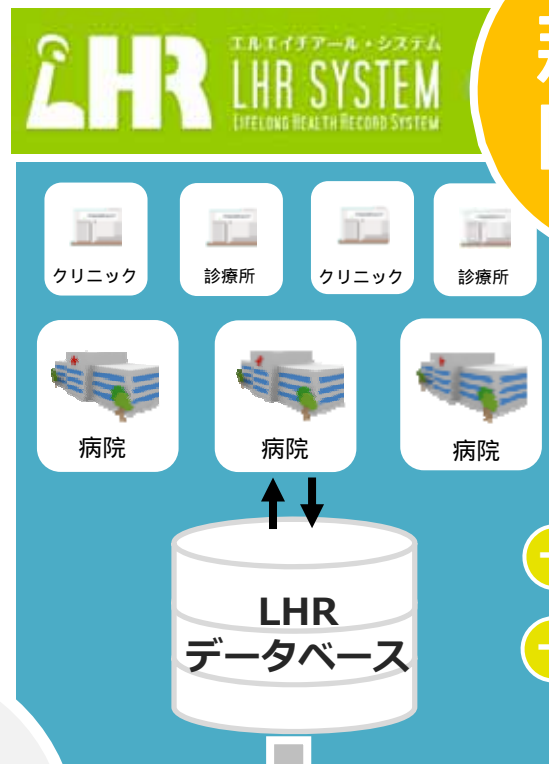 LHR
エルエイチアール・システム
LHR SYSTEM
LIFELONG HEALTH RECORD SYSTEM
クリニック
診療所
クリニック
診療所
病院
病院
病院
LHR
データベース